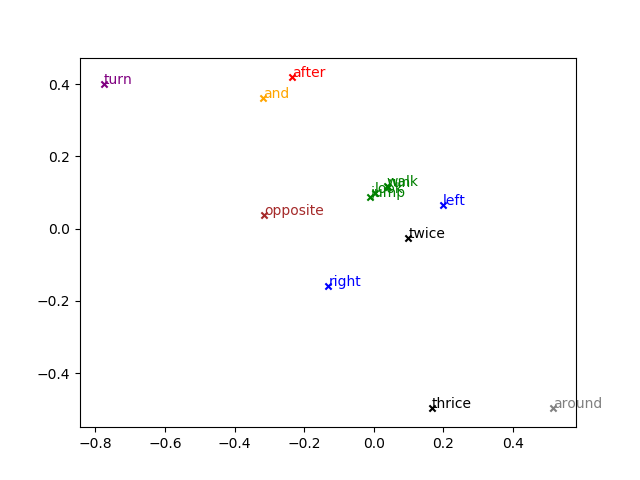 turn
after
and
walk
look
jump
left
opposite
twice
right
thrice
around
0.4
0.2
0.0
−0.2
−0.4
−0.8
−0.6
−0.4
−0.2
0.0
0.2
0.4